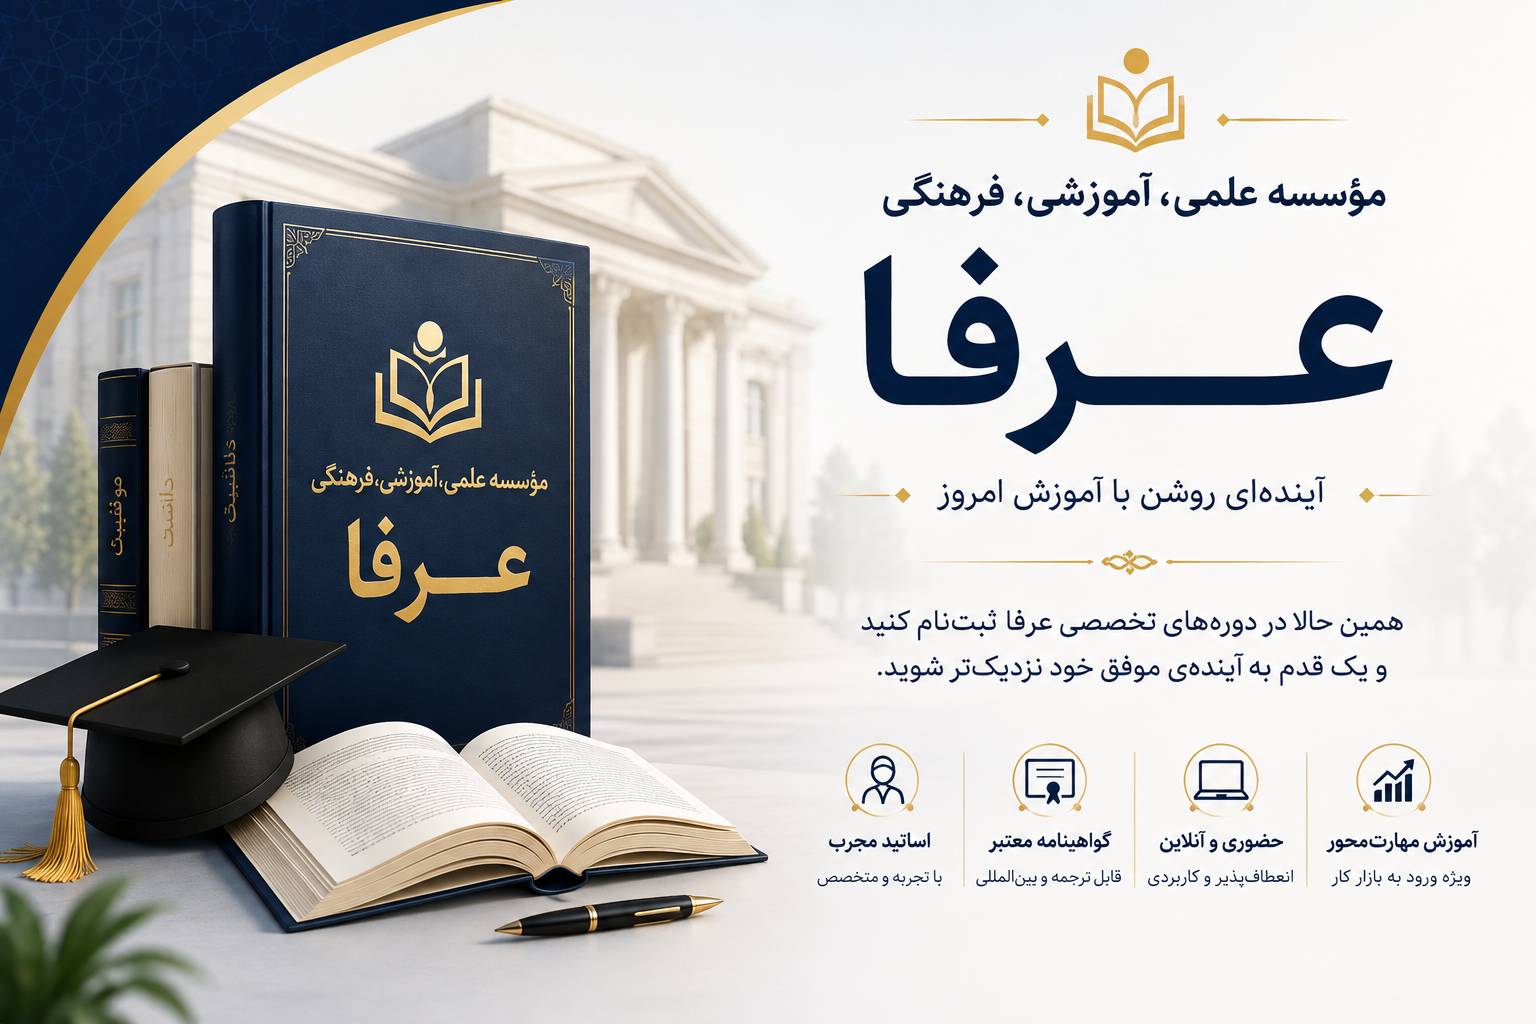 مؤسسه علمی، آموزشی، فرهنگی
عرفا
آینده‌ای روشن با آموزش امروز
همین حالا در دوره‌های تخصصی عرفا ثبت‌نام کنید
و یک قدم به آینده‌ی موفق خود نزدیک‌تر شوید.
آموزش مهارت‌محور
ویژه ورود به بازار کار
حضوری و آنلاین
انعطاف‌پذیر و کاربردی
گواهینامه معتبر
قابل ترجمه و بین‌المللی
اساتید مجرب
با تجربه و متخصص
مؤسسه علمی،آموزشی،فرهنگی
عرفا